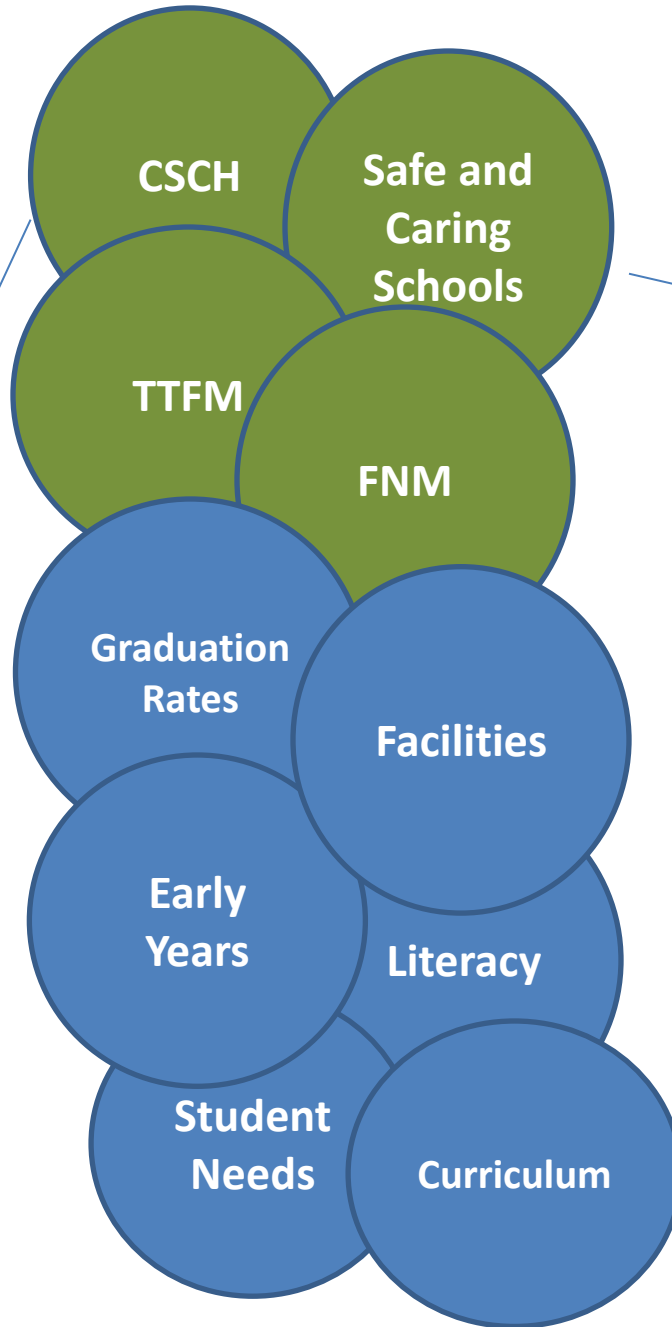 CSCH
Safe and
Caring
Schools
TTFM
FNM
Graduation
Rates
Facilities
Early
Years
Literacy
Student
Needs
Curriculum